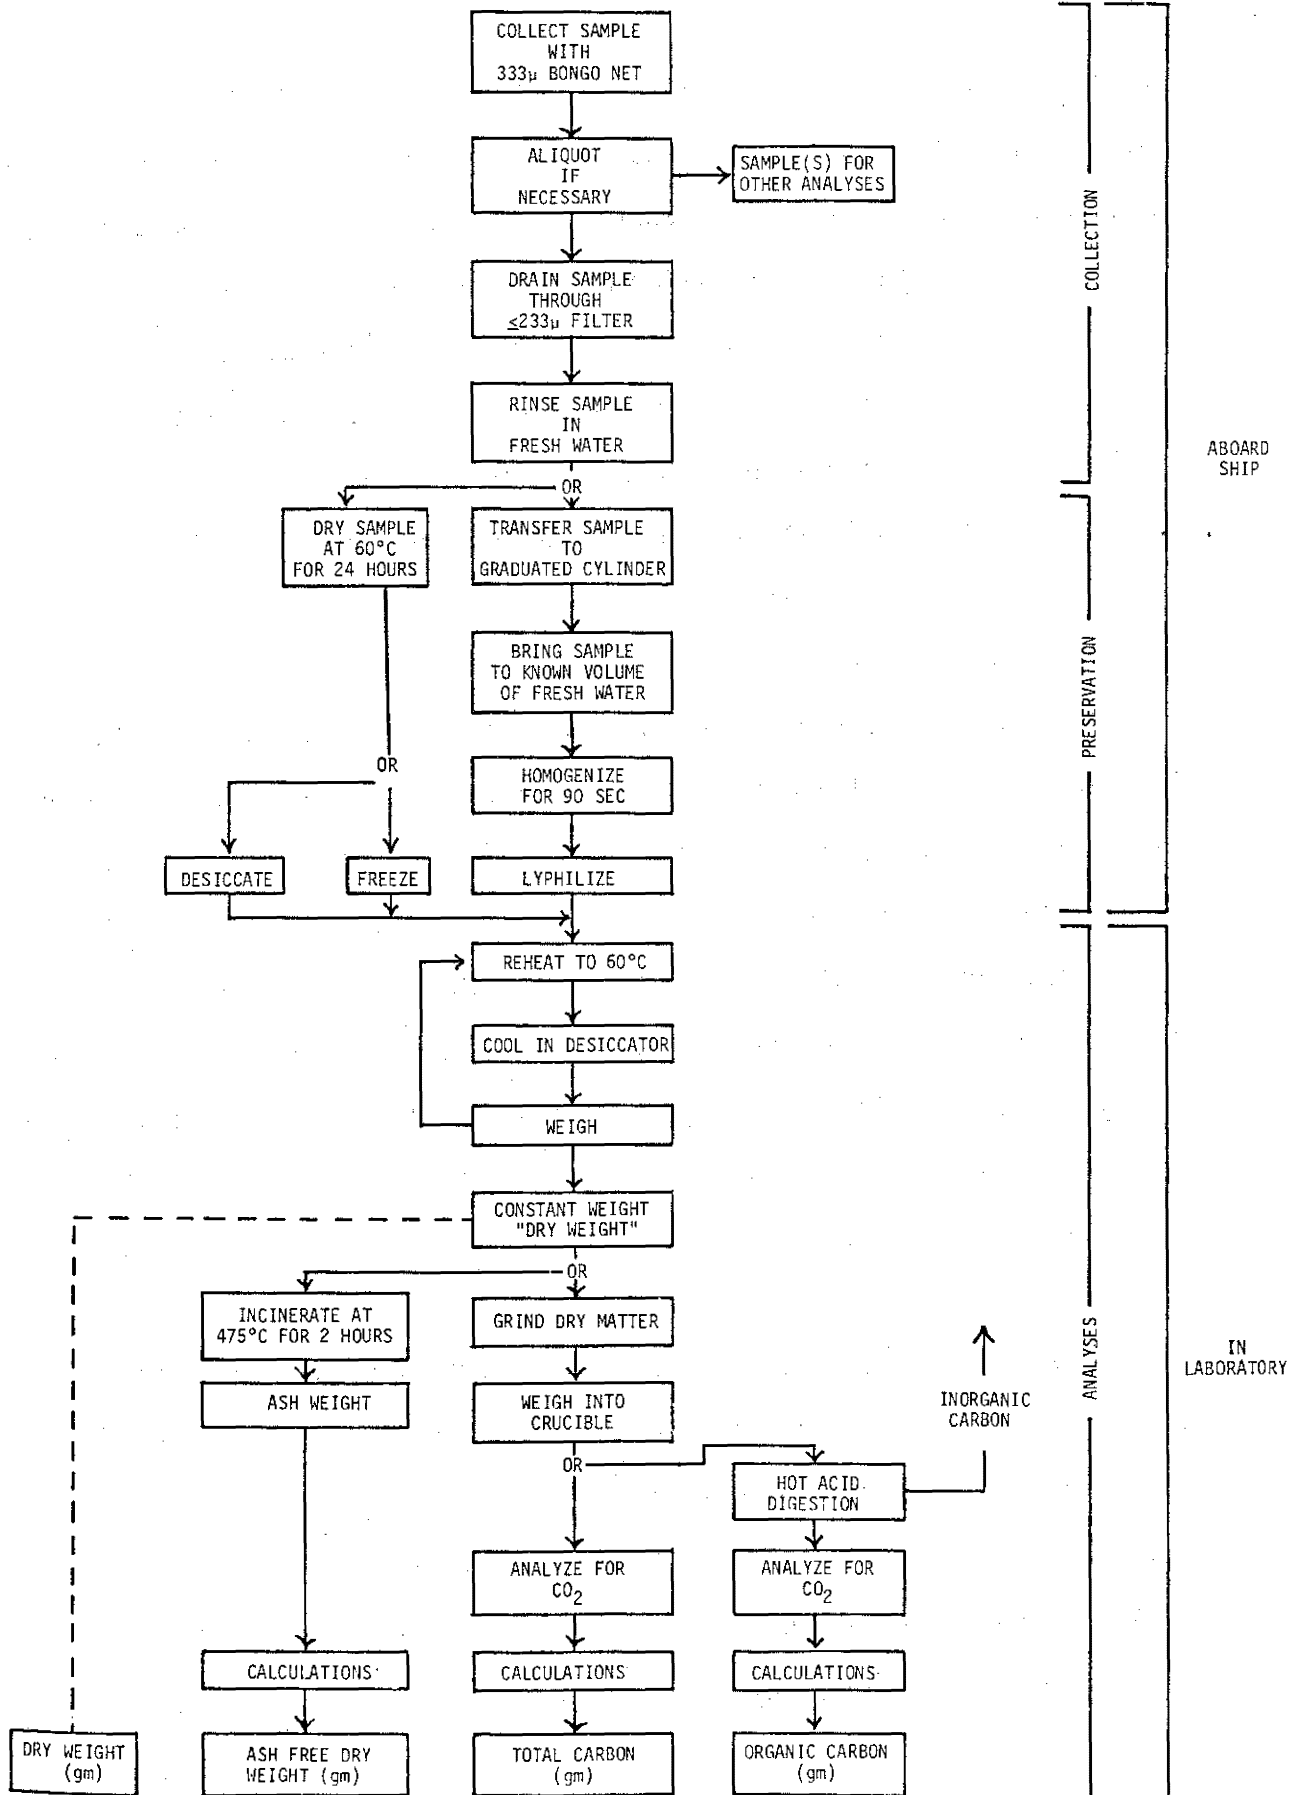 COLLECT SAMPLE
WITH
333µ BONGO NET
ALIQUOT
IF
NECESSARY
SAMPLE(S) FOR
OTHER ANALYSES
DRAIN SAMPLE
THROUGH
≤233µ FILTER
RINSE SAMPLE
IN
FRESH WATER
COLLECTION
ABOARD
SHIP
OR
DRY SAMPLE
AT 60°C
FOR 24 HOURS
TRANSFER SAMPLE
TO
GRADUATED CYLINDER
BRING SAMPLE
TO KNOWN VOLUME
OF FRESH WATER
PRESERVATION
OR
HOMOGENIZE
FOR 90 SEC
DESICCATE
FREEZE
LYPHILIZE
REHEAT TO 60°C
COOL IN DESICCATOR
WEIGH
CONSTANT WEIGHT
"DRY WEIGHT"
OR
INCINERATE AT
475°C FOR 2 HOURS
GRIND DRY MATTER
ASH WEIGHT
WEIGH INTO
CRUCIBLE
INORGANIC
CARBON
ANALYSES
IN
LABORATORY
OR
HOT ACID
DIGESTION
ANALYZE FOR
CO2
ANALYZE FOR
CO2
CALCULATIONS
CALCULATIONS
CALCULATIONS
DRY WEIGHT
(gm)
ASH FREE DRY
WEIGHT (gm)
TOTAL CARBON
(gm)
ORGANIC CARBON
(gm)